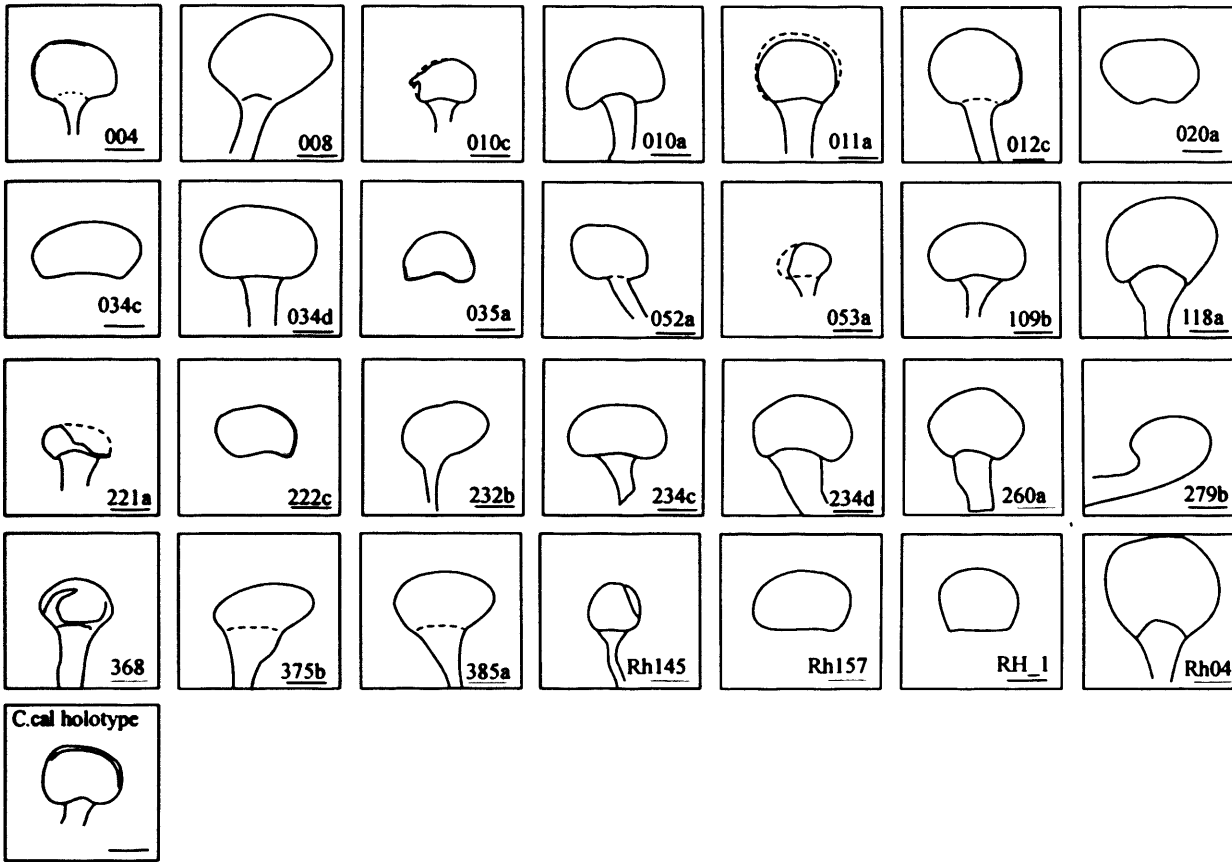 004
008
010c
010a
011a
012c
020a
034c
034d
035a
052a
053a
109b
118a
221a
222c
232b
234c
234d
260a
279b
368
375b
385a
Rh145
Rh157
RH_1
Rh04
C.cal holotype